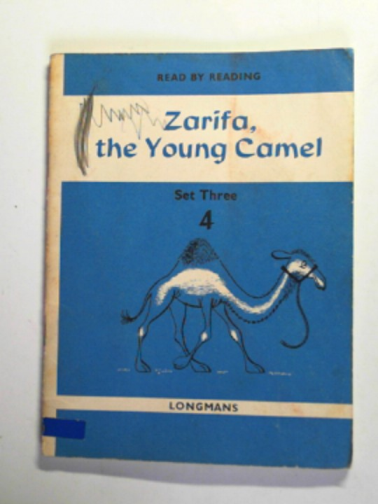 READ BY READING
Zarifa,
the Young Camel
Set Three
4
LONGMANS